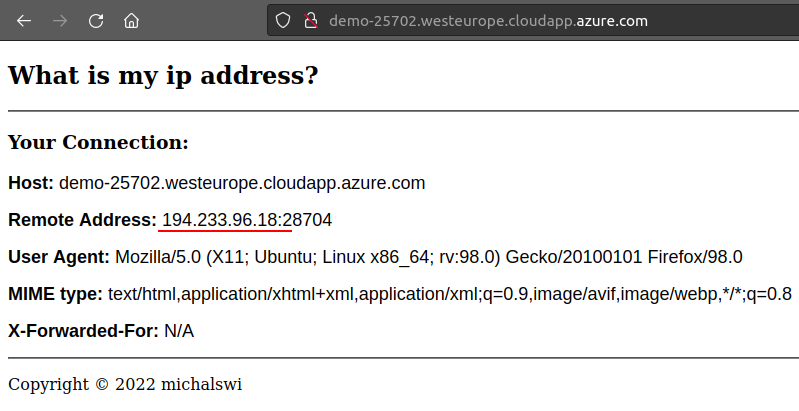 demo-25702.westeurope.cloudapp.azure.com
What is my ip address?
Your Connection:
Host: demo-25702.westeurope.cloudapp.azure.com
Remote Address: 194.233.96.18:28704
User Agent: Mozilla/5.0 (X11; Ubuntu; Linux x86_64; rv:98.0) Gecko/20100101 Firefox/98.0
MIME type: text/html,application/xhtml+xml,application/xml;q=0.9,image/avif,image/webp,*/*;q=0.8
X-Forwarded-For: N/A
Copyright © 2022 michalswi